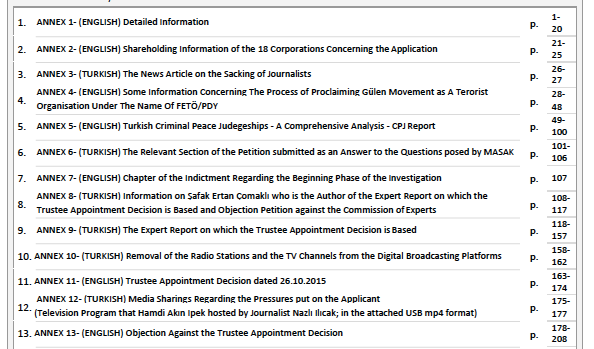 1. ANNEX 1- (ENGLISH) Detailed Information p. 1-
20
2. ANNEX 2- (ENGLISH) Shareholding Information of the 18 Corporations Concerning the Application p. 21-
25
3. ANNEX 3- (TURKISH) The News Article on the Sacking of Journalists p. 26-
27
4. ANNEX 4- (ENGLISH) Some Information Concerning The Process of Proclaiming Gülen Movement as A Terorist
Organisation Under The Name Of FETÖ/PDY p. 28-
48
5. ANNEX 5- (ENGLISH) Turkish Criminal Peace Judgeships - A Comprehensive Analysis - CPJ Report p. 49-
100
6. ANNEX 6- (TURKISH) The Relevant Section of the Petition submitted as an Answer to the Questions posed by MASAK p. 101-
106
7. ANNEX 7- (ENGLISH) Chapter of the Indictment Regarding the Beginning Phase of the Investigation p. 107
8. ANNEX 8- (TURKISH) Information on Şafak Ertan Çomaklı who is the Author of the Expert Report on which the
Trustee Appointment Decision is Based and Objection Petition against the Commission of Experts p. 108-
117
9. ANNEX 9- (TURKISH) The Expert Report on which the Trustee Appointment Decision is Based p. 118-
157
10. ANNEX 10- (TURKISH) Removal of the Radio Stations and the TV Channels from the Digital Broadcasting Platforms p. 158-
162
11. ANNEX 11- (ENGLISH) Trustee Appointment Decision dated 26.10.2015 p. 163-
174
12. ANNEX 12- (TURKISH) Media Sharings Regarding the Pressures put on the Applicant
(Television Program that Hamdi Akın Ipek hosted by Journalist Nazlı Ilıcak; in the attached USB mp4 format) p. 175-
177
13. ANNEX 13- (ENGLISH) Objection Against the Trustee Appointment Decision p. 178-
208